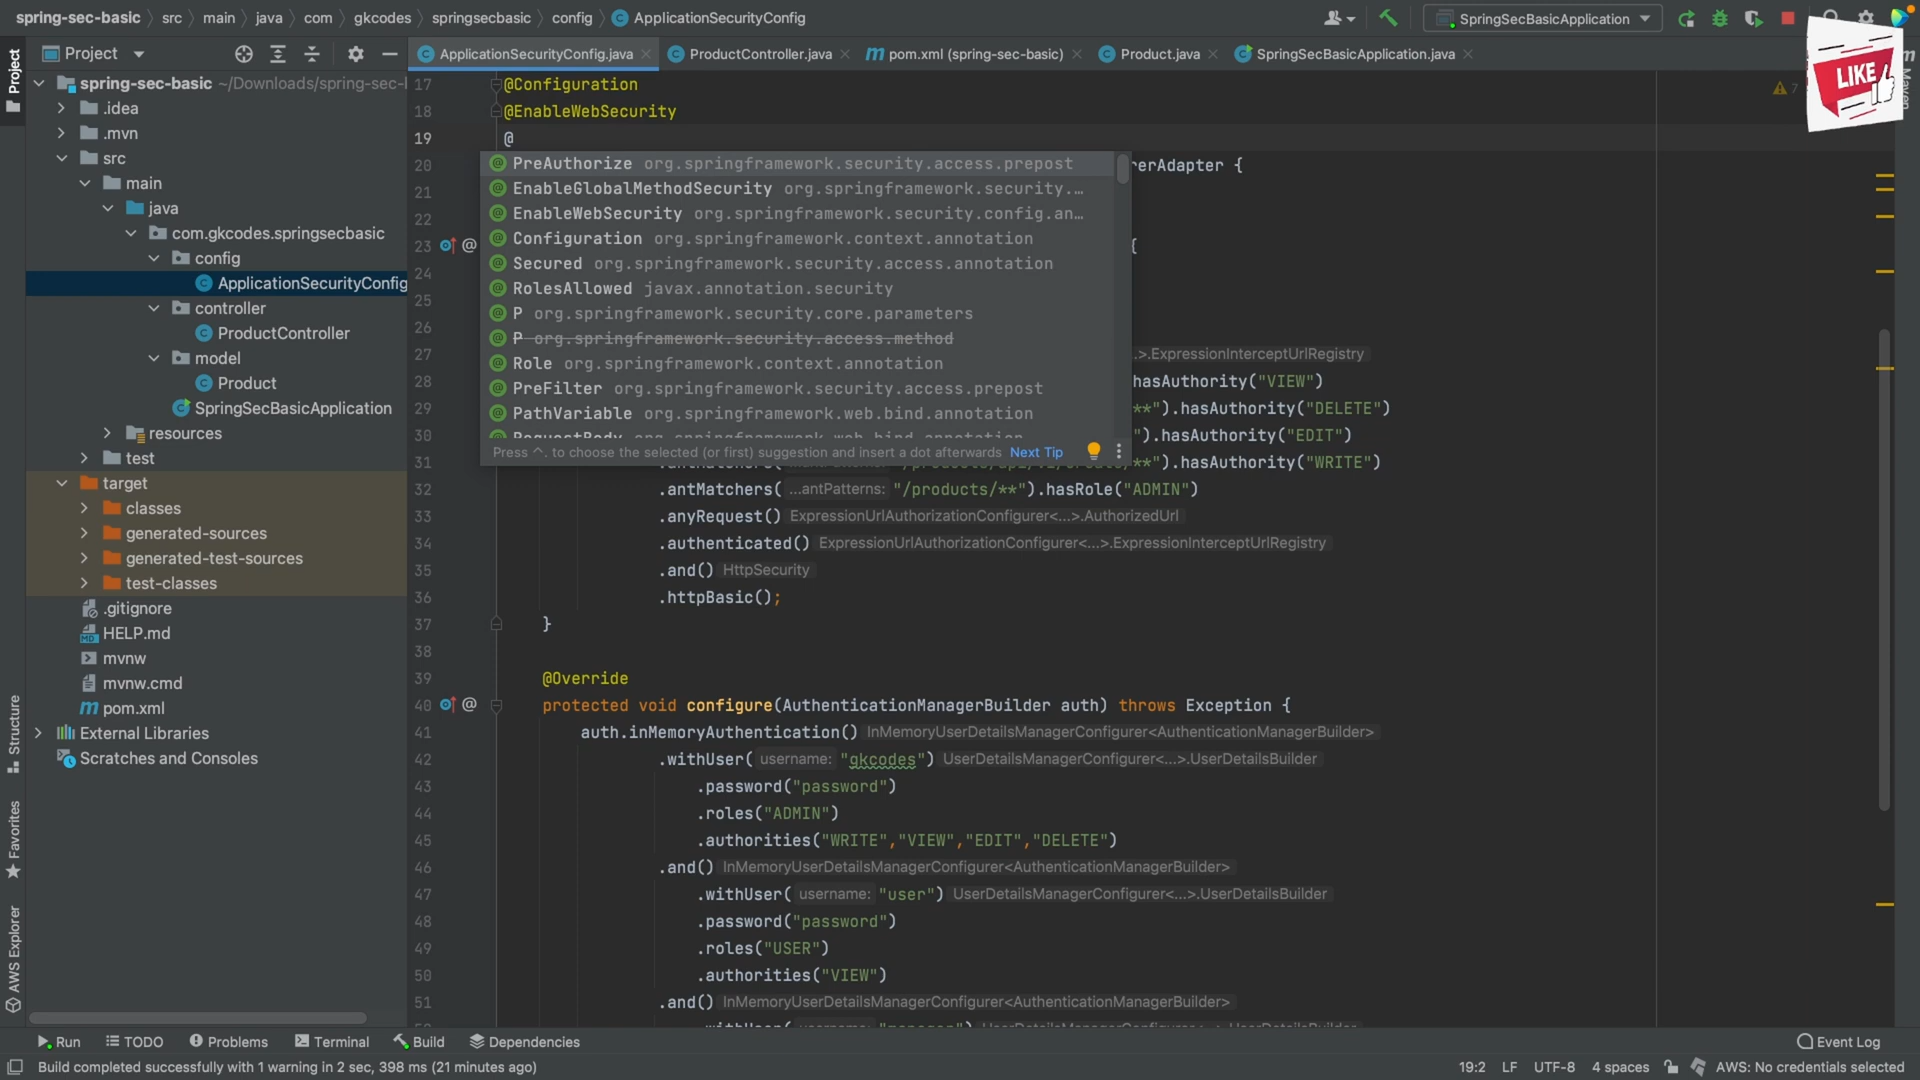 spring-sec-basic src main java com gkcodes springsecbasic config ApplicationSecurityConfig
SpringSecBasicApplication
LIKE
Project
ApplicationSecurityConfig.java ProductController.java pom.xml (spring-sec-basic) Product.java SpringSecBasicApplication.java
Maven
Project
Structure
Favorites
AWS Explorer
spring-sec-basic ~/Downloads/spring-sec-
.idea
.mvn
src
main
java
com.gkcodes.springsecbasic
config
ApplicationSecurityConfig
controller
ProductController
model
Product
SpringSecBasicApplication
resources
test
target
classes
generated-sources
generated-test-sources
test-classes
.gitignore
HELP.md
mvnw
mvnw.cmd
pom.xml
External Libraries
Scratches and Consoles
17 @Configuration
7
18 @EnableWebSecurity
19 @
PreAuthorize org.springframework.security.access.prepost
EnableGlobalMethodSecurity org.springframework.security.…
EnableWebSecurity org.springframework.security.config.an…
Configuration org.springframework.context.annotation
Secured org.springframework.security.access.annotation
RolesAllowed javax.annotation.security
P org.springframework.security.core.parameters
P org.springframework.security.access.method
Role org.springframework.context.annotation
PreFilter org.springframework.security.access.prepost
PathVariable org.springframework.web.bind.annotation
RequestBody org.springframework.web.bind.annotation
Press ^. to choose the selected (or first) suggestion and insert a dot afterwards Next Tip
20 rerAdapter {
21
22
23 @ {
24
25
26
27 …>.ExpressionInterceptUrlRegistry
28 hasAuthority("VIEW")
29 **").hasAuthority("DELETE")
30 ").hasAuthority("EDIT")
31 **").hasAuthority("WRITE")
32 .antMatchers( …antPatterns: "/products/**").hasRole("ADMIN")
33 .anyRequest() ExpressionUrlAuthorizationConfigurer<…>.AuthorizedUrl
34 .authenticated() ExpressionUrlAuthorizationConfigurer<…>.ExpressionInterceptUrlRegistry
35 .and() HttpSecurity
36 .httpBasic();
37 }
38
39 @Override
40 @ protected void configure(AuthenticationManagerBuilder auth) throws Exception {
41 auth.inMemoryAuthentication() InMemoryUserDetailsManagerConfigurer<AuthenticationManagerBuilder>
42 .withUser( username: "gkcodes") UserDetailsManagerConfigurer<…>.UserDetailsBuilder
43 .password("password")
44 .roles("ADMIN")
45 .authorities("WRITE","VIEW","EDIT","DELETE")
46 .and() InMemoryUserDetailsManagerConfigurer<AuthenticationManagerBuilder>
47 .withUser( username: "user") UserDetailsManagerConfigurer<…>.UserDetailsBuilder
48 .password("password")
49 .roles("USER")
50 .authorities("VIEW")
51 .and() InMemoryUserDetailsManagerConfigurer<AuthenticationManagerBuilder>
Run TODO Problems Terminal Build Dependencies Event Log
Build completed successfully with 1 warning in 2 sec, 398 ms (21 minutes ago) 19:2 LF UTF-8 4 spaces AWS: No credentials selected